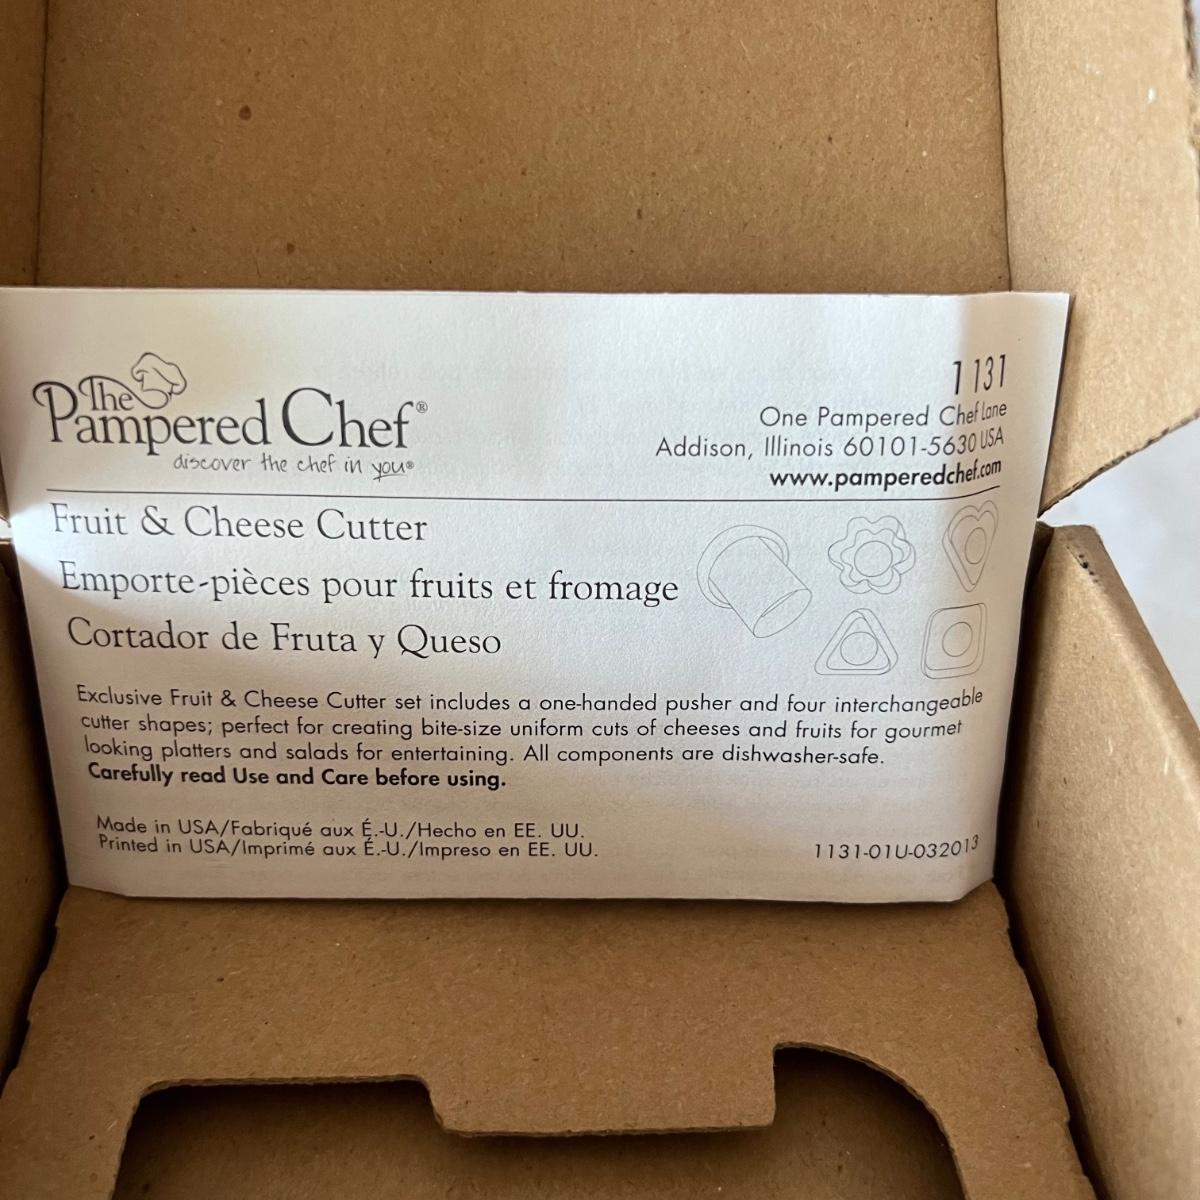 The
Pampered Chef®
discover the chef in you®
1131
One Pampered Chef Lane
Addison, Illinois 60101-5630 USA
www.pamperedchef.com
Fruit & Cheese Cutter
Emporte-pièces pour fruits et fromage
Cortador de Fruta y Queso
Exclusive Fruit & Cheese Cutter set includes a one-handed pusher and four interchangeable
cutter shapes; perfect for creating bite-size uniform cuts of cheeses and fruits for gourmet
looking platters and salads for entertaining. All components are dishwasher-safe.
Carefully read Use and Care before using.
Made in USA/Fabriqué aux É.-U./Hecho en EE. UU.
Printed in USA/Imprimé aux É.-U./Impreso en EE. UU.
1131-01U-032013